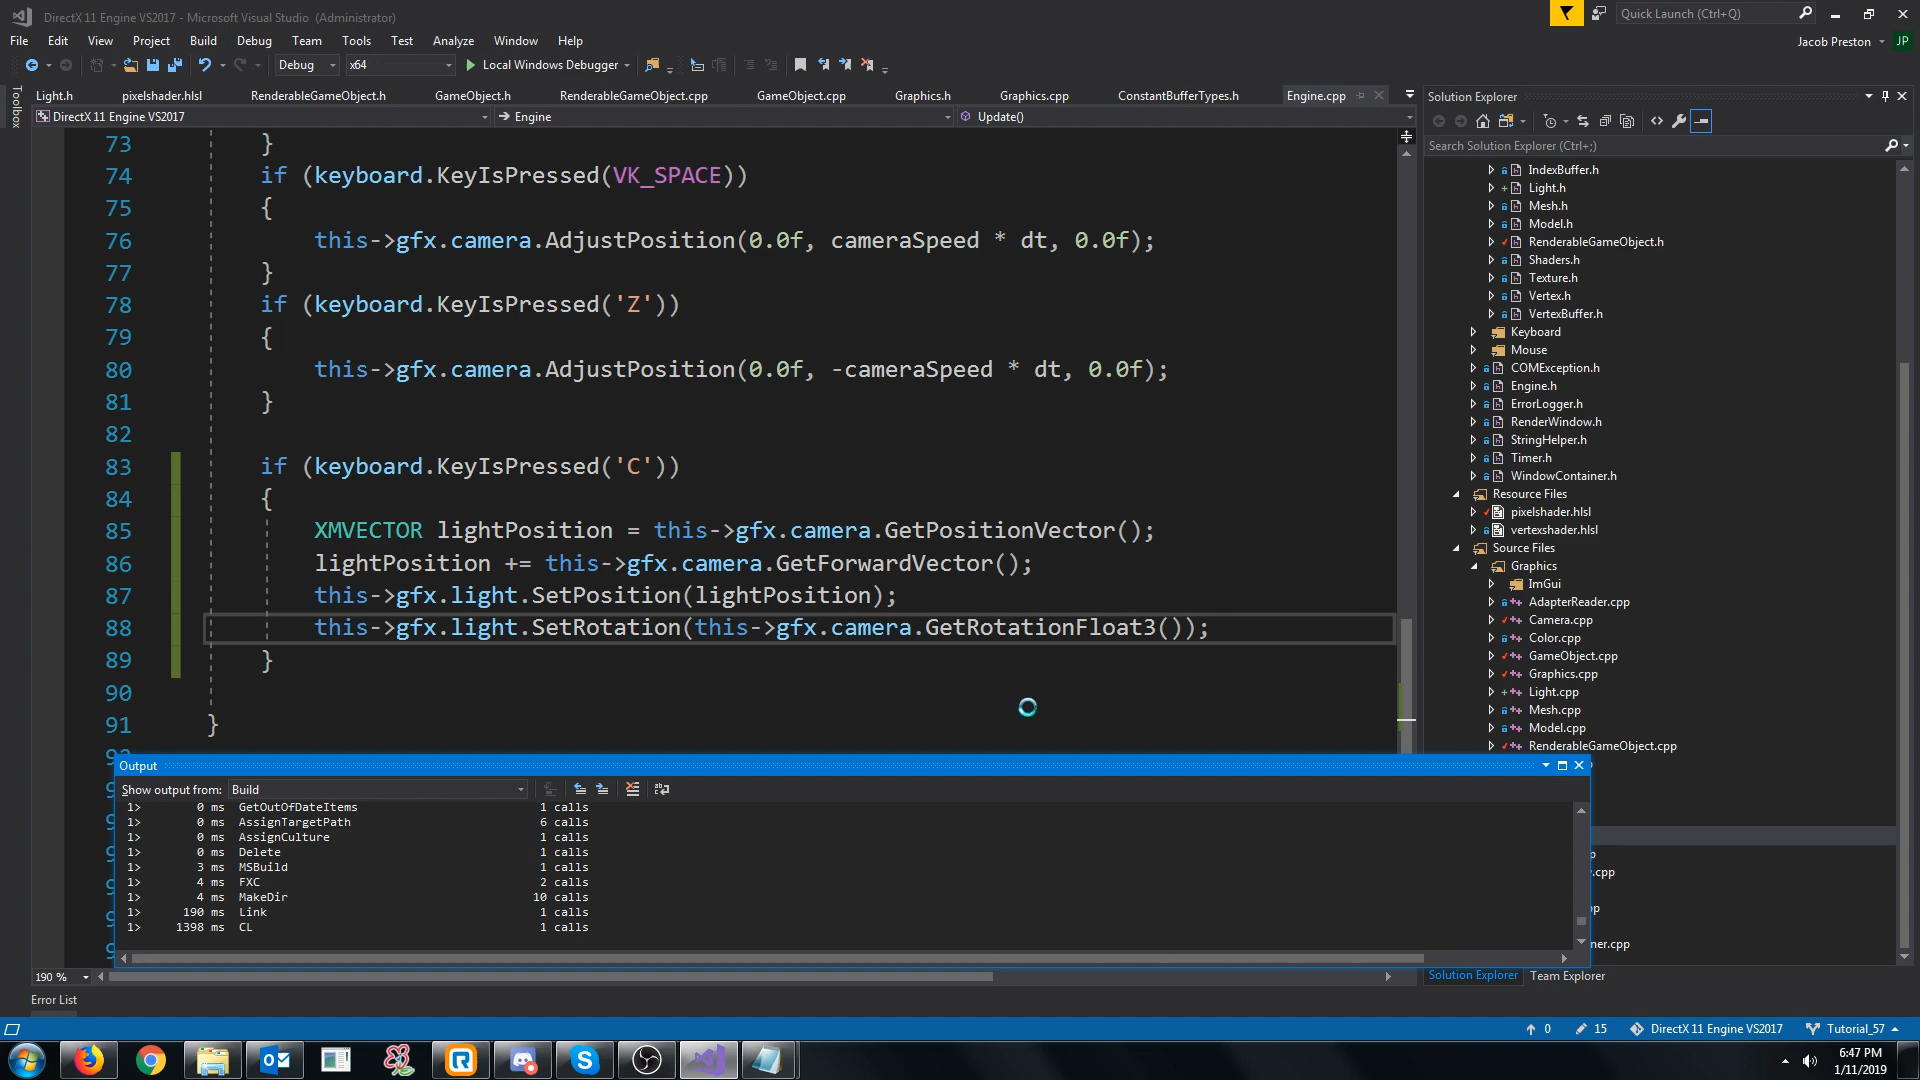 DirectX 11 Engine VS2017 - Microsoft Visual Studio (Administrator)
Quick Launch (Ctrl+Q)
File Edit View Project Build Debug Team Tools Test Analyze Window Help
Jacob Preston JP
Debug x64 Local Windows Debugger
Toolbox
Light.h pixelshader.hlsl RenderableGameObject.h GameObject.h RenderableGameObject.cpp GameObject.cpp Graphics.h Graphics.cpp ConstantBufferTypes.h Engine.cpp
DirectX 11 Engine VS2017 Engine Update()
73 }
74 if (keyboard.KeyIsPressed(VK_SPACE))
75 {
76 this->gfx.camera.AdjustPosition(0.0f, cameraSpeed * dt, 0.0f);
77 }
78 if (keyboard.KeyIsPressed('Z'))
79 {
80 this->gfx.camera.AdjustPosition(0.0f, -cameraSpeed * dt, 0.0f);
81 }
82
83 if (keyboard.KeyIsPressed('C'))
84 {
85 XMVECTOR lightPosition = this->gfx.camera.GetPositionVector();
86 lightPosition += this->gfx.camera.GetForwardVector();
87 this->gfx.light.SetPosition(lightPosition);
88 this->gfx.light.SetRotation(this->gfx.camera.GetRotationFloat3());
89 }
90
91 }
Output
Show output from: Build
1> 0 ms GetOutOfDateItems 1 calls
1> 0 ms AssignTargetPath 6 calls
1> 0 ms AssignCulture 1 calls
1> 0 ms Delete 1 calls
1> 3 ms MSBuild 1 calls
1> 4 ms FXC 2 calls
1> 4 ms MakeDir 10 calls
1> 190 ms Link 1 calls
1> 1398 ms CL 1 calls
190 %
Error List
Solution Explorer
Search Solution Explorer (Ctrl+;)
IndexBuffer.h
Light.h
Mesh.h
Model.h
RenderableGameObject.h
Shaders.h
Texture.h
Vertex.h
VertexBuffer.h
Keyboard
Mouse
COMException.h
Engine.h
ErrorLogger.h
RenderWindow.h
StringHelper.h
Timer.h
WindowContainer.h
Resource Files
pixelshader.hlsl
vertexshader.hlsl
Source Files
Graphics
ImGui
AdapterReader.cpp
Camera.cpp
Color.cpp
GameObject.cpp
Graphics.cpp
Light.cpp
Mesh.cpp
Model.cpp
RenderableGameObject.cpp
.cpp
ner.cpp
Solution Explorer Team Explorer
0 15 DirectX 11 Engine VS2017 Tutorial_57
6:47 PM
1/11/2019